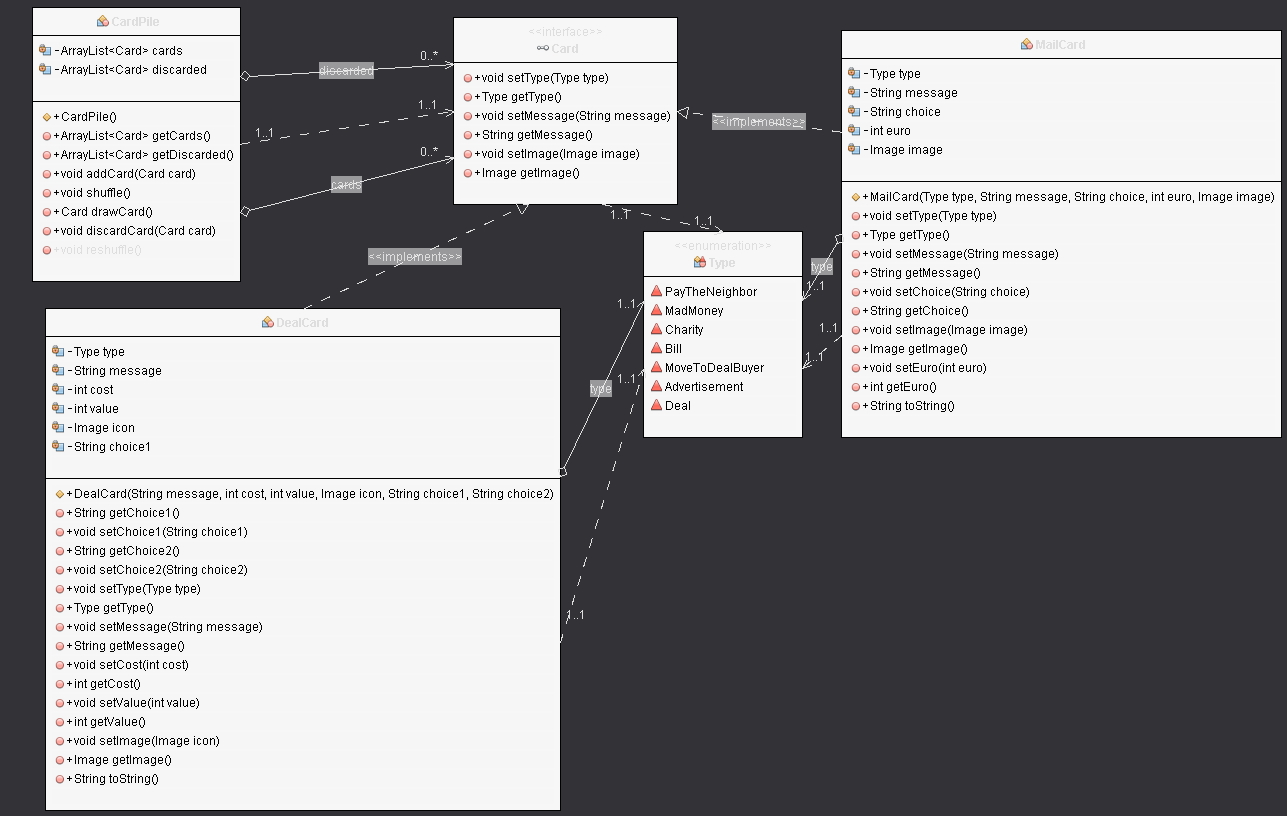 CardPile
-ArrayList<Card> cards
-ArrayList<Card> discarded
+CardPile()
+ArrayList<Card> getCards()
+ArrayList<Card> getDiscarded()
+void addCard(Card card)
+void shuffle()
+Card drawCard()
+void discardCard(Card card)
+void reshuffle()
discarded
0..*
1..1
1..1
0..*
cards
<<interface>>
Card
+void setType(Type type)
+Type getType()
+void setMessage(String message)
+String getMessage()
+void setImage(Image image)
+Image getImage()
<<implements>>
<<implements>>
1..1
1..1
MailCard
-Type type
-String message
-String choice
-int euro
-Image image
+MailCard(Type type, String message, String choice, int euro, Image image)
+void setType(Type type)
+Type getType()
+void setMessage(String message)
+String getMessage()
+void setChoice(String choice)
+String getChoice()
+void setImage(Image image)
+Image getImage()
+void setEuro(int euro)
+int getEuro()
+String toString()
<<enumeration>>
Type
PayTheNeighbor
MadMoney
Charity
Bill
MoveToDealBuyer
Advertisement
Deal
type
1..1
1..1
1..1
1..1
type
1..1
1..1
DealCard
-Type type
-String message
-int cost
-int value
-Image icon
-String choice1
+DealCard(String message, int cost, int value, Image icon, String choice1, String choice2)
+String getChoice1()
+void setChoice1(String choice1)
+String getChoice2()
+void setChoice2(String choice2)
+void setType(Type type)
+Type getType()
+void setMessage(String message)
+String getMessage()
+void setCost(int cost)
+int getCost()
+void setValue(int value)
+int getValue()
+void setImage(Image icon)
+Image getImage()
+String toString()